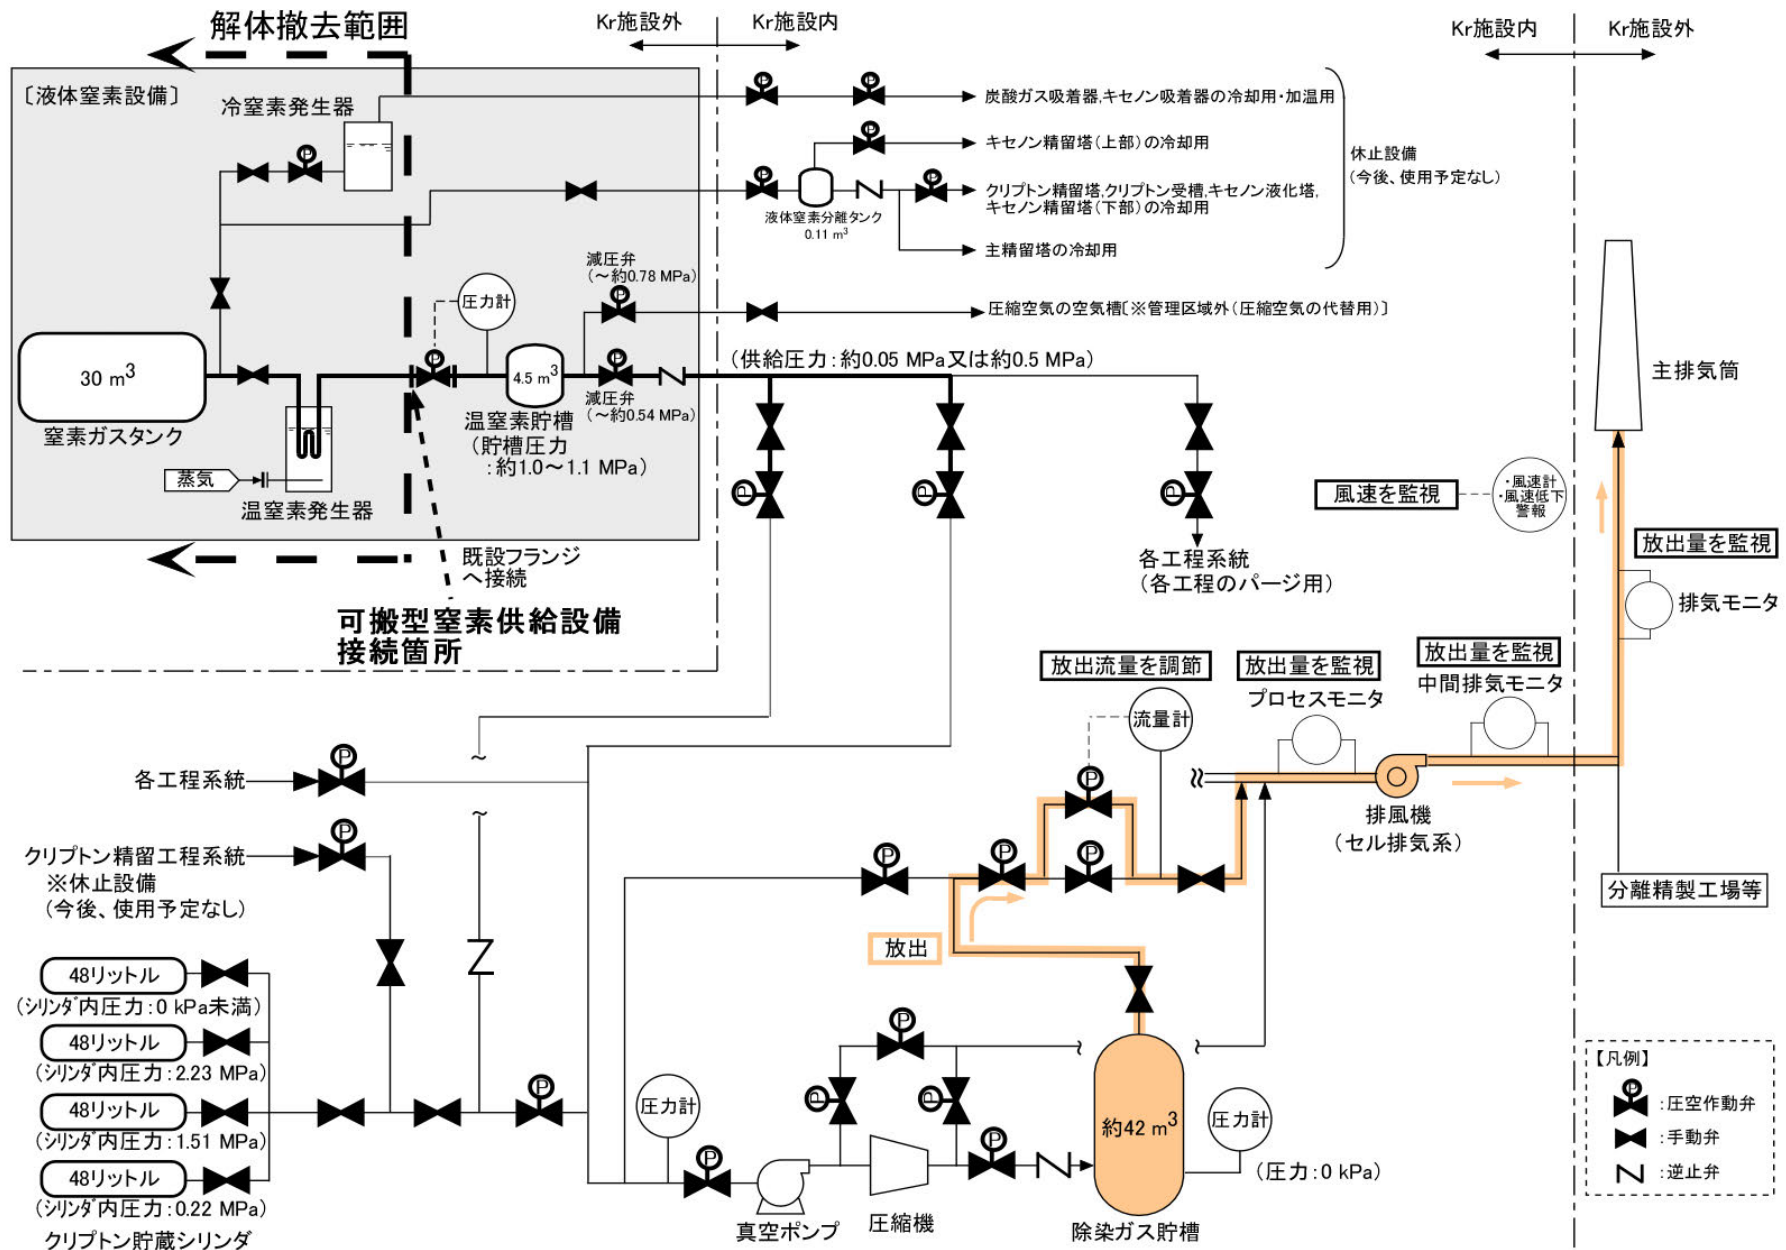 解体撤去範囲
Kr施設外
Kr施設内
Kr施設内
Kr施設外
〔液体窒素設備〕
冷窒素発生器
P
P
P
炭酸ガス吸着器,キセノン吸着器の冷却用・加温用
P
キセノン精留塔(上部)の冷却用
P
P
クリプトン精留塔,クリプトン受槽,キセノン液化塔,
キセノン精留塔(下部)の冷却用
液体窒素分離タンク
0.11 m³
主精留塔の冷却用
休止設備
(今後、使用予定なし)
減圧弁
(~約0.78 MPa)
P
圧力計
圧縮空気の空気槽〔※管理区域外(圧縮空気の代替用)〕
30 m³
窒素ガスタンク
P
4.5 m³
P
(供給圧力:約0.05 MPa又は約0.5 MPa)
減圧弁
(~約0.54 MPa)
温窒素貯槽
(貯槽圧力
:約1.0~1.1 MPa)
蒸気
温窒素発生器
P
P
P
既設フランジ
へ接続
可搬型窒素供給設備
接続箇所
各工程系統
(各工程のパージ用)
主排気筒
風速を監視
・風速計
・風速低下
警報
放出量を監視
排気モニタ
放出流量を調節
流量計
放出量を監視
プロセスモニタ
放出量を監視
中間排気モニタ
排風機
(セル排気系)
分離精製工場等
各工程系統
P
クリプトン精留工程系統
P
※休止設備
(今後、使用予定なし)
P
P
P
P
放出
48リットル
(シリンダ内圧力:0 kPa未満)
48リットル
(シリンダ内圧力:2.23 MPa)
48リットル
(シリンダ内圧力:1.51 MPa)
48リットル
(シリンダ内圧力:0.22 MPa)
クリプトン貯蔵シリンダ
P
圧力計
P
真空ポンプ
P
P
P
圧縮機
P
約42 m³
除染ガス貯槽
圧力計
(圧力:0 kPa)
【凡例】
P
:圧空作動弁
:手動弁
:逆止弁